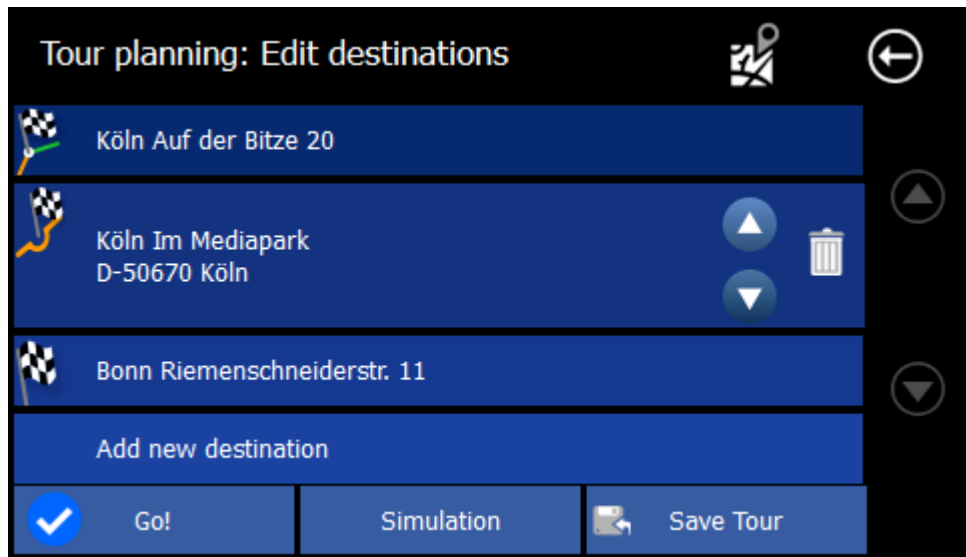 Tour planning: Edit destinations
Köln Auf der Bitze 20
Köln Im Mediapark
D-50670 Köln
Bonn Riemenschneiderstr. 11
Add new destination
Go!
Simulation
Save Tour